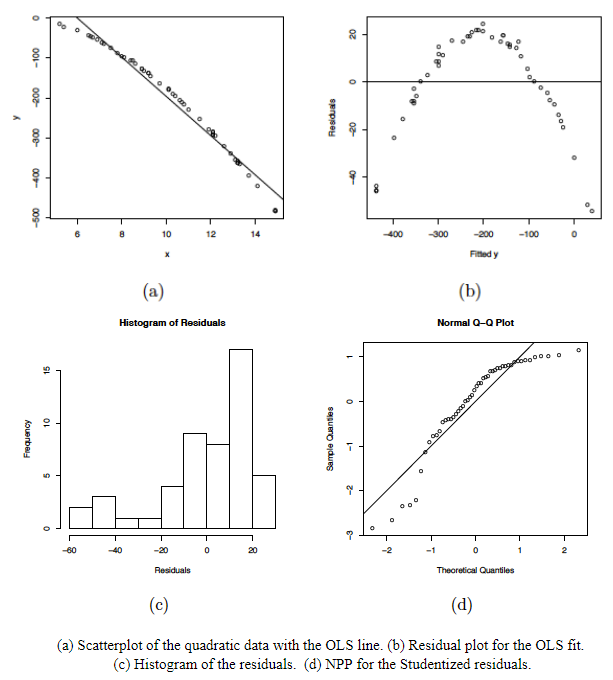 0
-100
-200
-300
-400
-500
y
6 8 10 12 14
x
(a)
20
0
-20
-40
Residuals
-400 -300 -200 -100 0
Fitted y
(b)
Histogram of Residuals
15
10
5
0
Frequency
-60 -40 -20 0 20
Residuals
(c)
Normal Q-Q Plot
1
0
-1
-2
-3
Sample Quantiles
-2 -1 0 1 2
Theoretical Quantiles
(d)
(a) Scatterplot of the quadratic data with the OLS line. (b) Residual plot for the OLS fit.
(c) Histogram of the residuals. (d) NPP for the Studentized residuals.